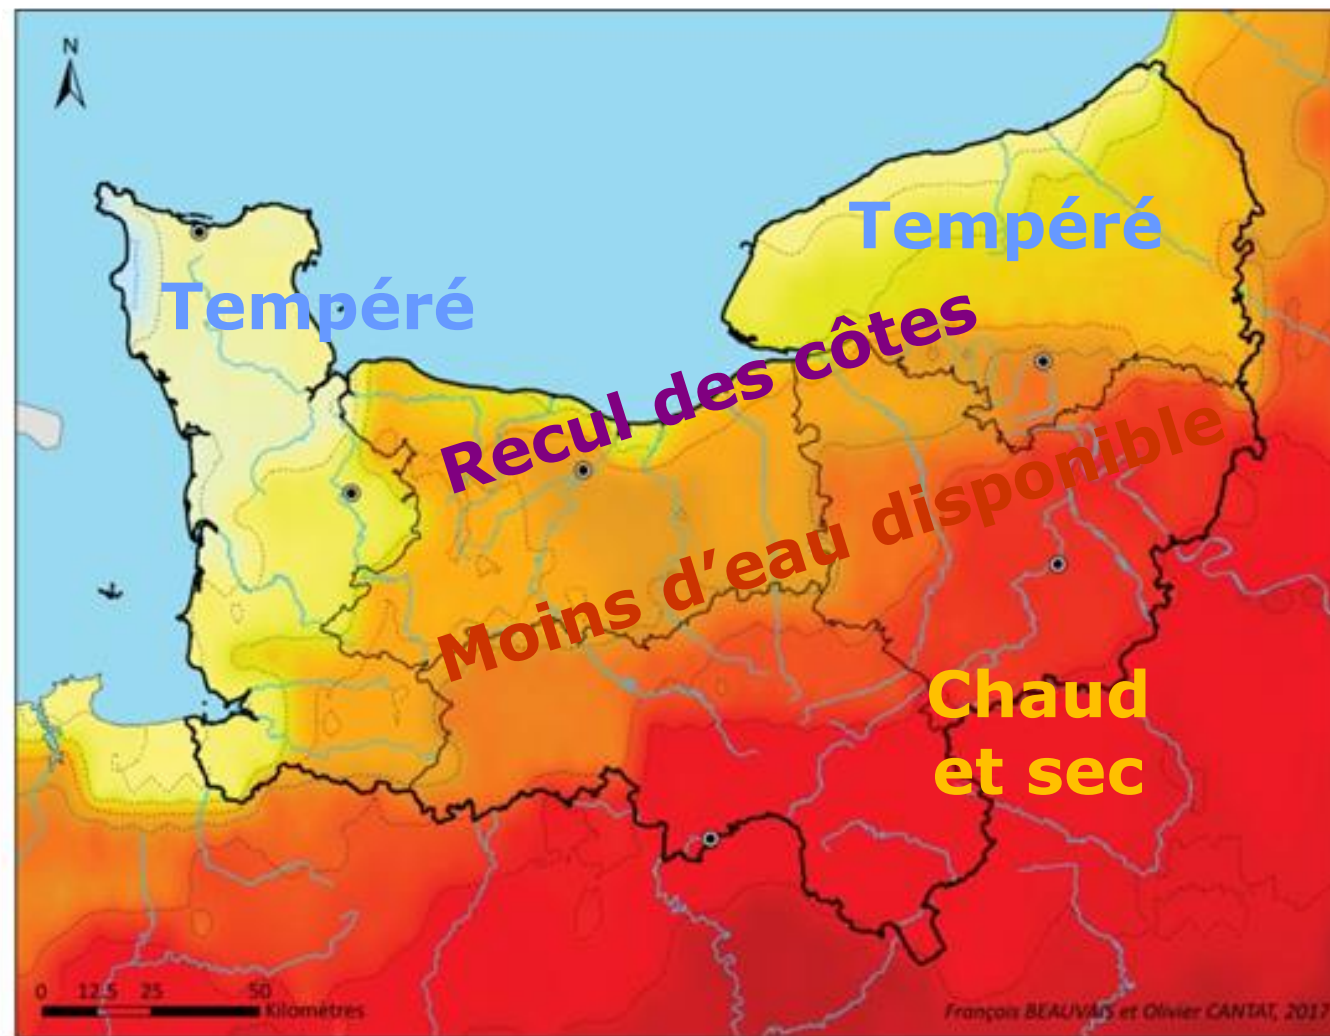 N
Tempéré
Tempéré
Recul des côtes
Moins d’eau disponible
Chaud
et sec
0 12,5 25 50
Kilomètres
François BEAUVAIS et Olivier CANTAT, 2017